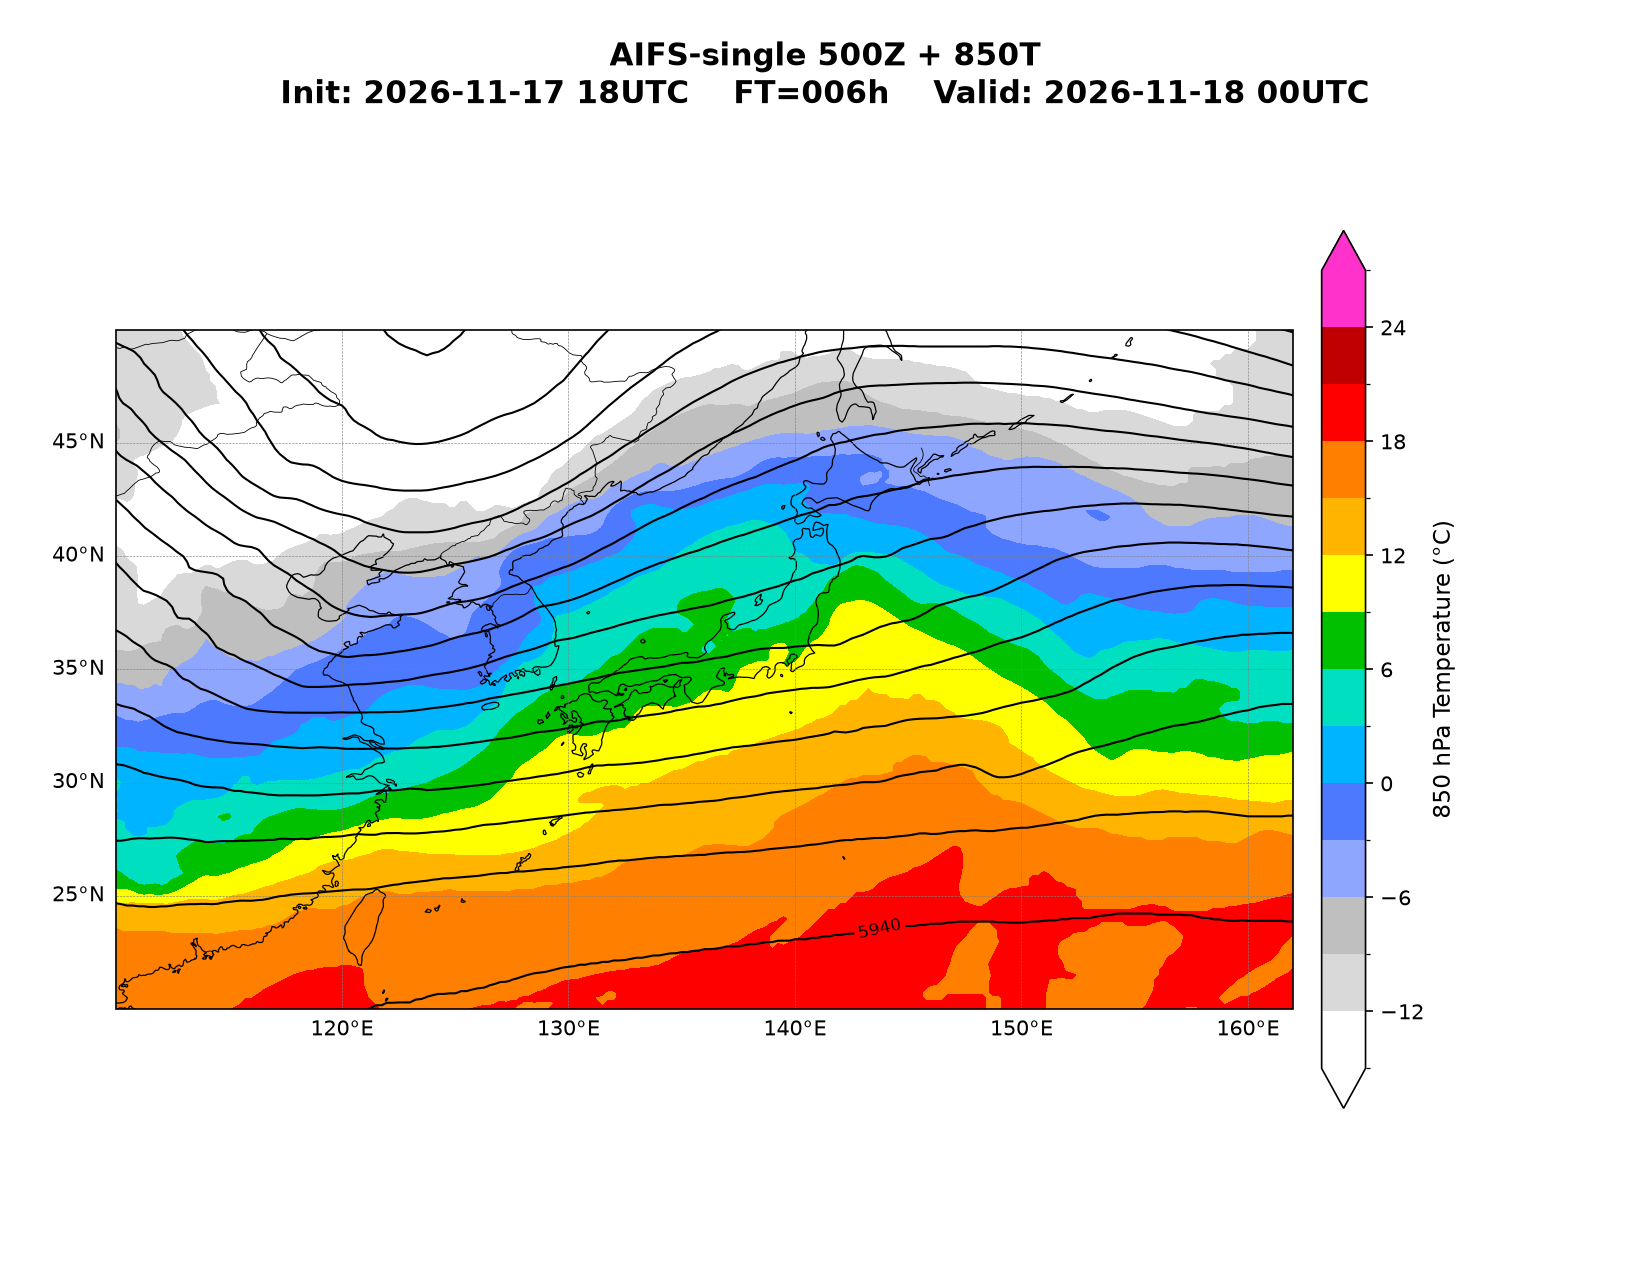 AIFS-single 500Z + 850T
Init: 2026-11-17 18UTC    FT=006h    Valid: 2026-11-18 00UTC
45°N
40°N
35°N
30°N
25°N
120°E
130°E
140°E
150°E
160°E
5940
24
18
12
6
0
−6
−12
850 hPa Temperature (°C)